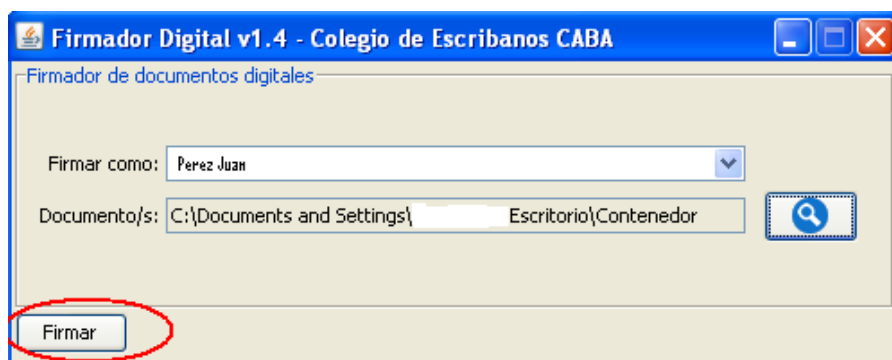 Firmador Digital v1.4 - Colegio de Escribanos CABA
Firmador de documentos digitales
Firmar como: Perez Juan
Documento/s: C:\Documents and Settings\ Escritorio\Contenedor
Firmar